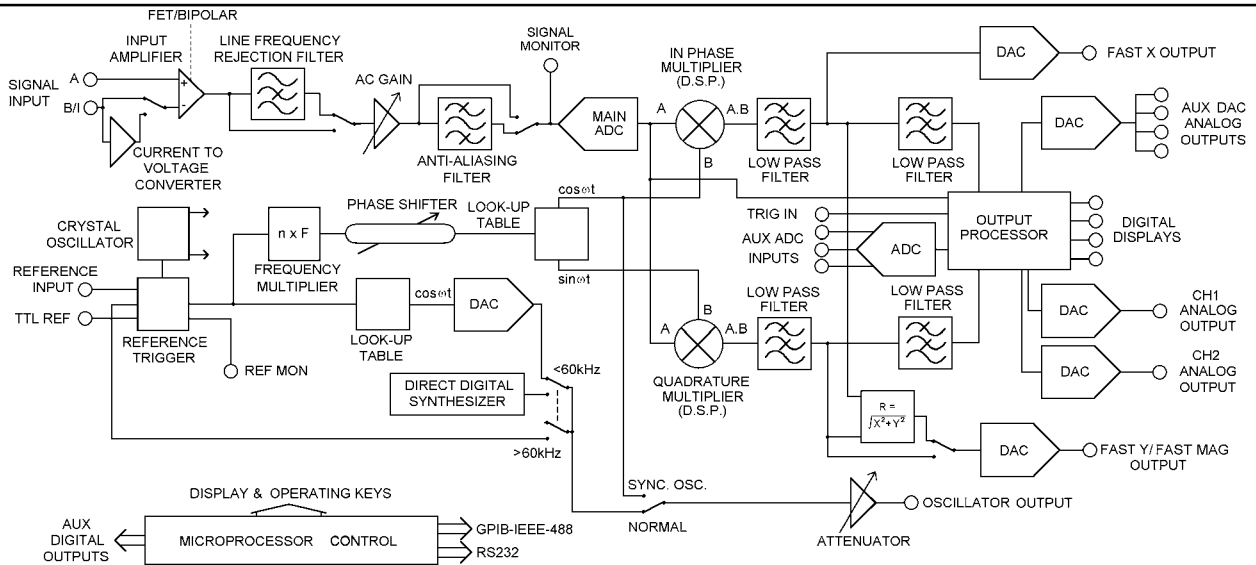 FET/BIPOLAR
INPUT
AMPLIFIER
LINE FREQUENCY
REJECTION FILTER
SIGNAL
INPUT
A
B/I
+
-
CURRENT TO
VOLTAGE
CONVERTER
AC GAIN
ANTI-ALIASING
FILTER
SIGNAL
MONITOR
MAIN
ADC
IN PHASE
MULTIPLIER
(D.S.P.)
A
A.B
B
LOW PASS
FILTER
LOW PASS
FILTER
DAC
FAST X OUTPUT
DAC
AUX DAC
ANALOG
OUTPUTS
CRYSTAL
OSCILLATOR
REFERENCE
INPUT
TTL REF
REFERENCE
TRIGGER
REF MON
n x F
FREQUENCY
MULTIPLIER
PHASE SHIFTER
LOOK-UP
TABLE
cosωt
sinωt
TRIG IN
AUX ADC
INPUTS
ADC
OUTPUT
PROCESSOR
DIGITAL
DISPLAYS
LOOK-UP
TABLE
cosωt
DAC
<60kHz
DIRECT DIGITAL
SYNTHESIZER
>60kHz
A
B
A.B
QUADRATURE
MULTIPLIER
(D.S.P.)
LOW PASS
FILTER
LOW PASS
FILTER
DAC
CH1
ANALOG
OUTPUT
DAC
CH2
ANALOG
OUTPUT
R =
√X²+Y²
DAC
FAST Y/FAST MAG
OUTPUT
SYNC. OSC.
NORMAL
ATTENUATOR
OSCILLATOR OUTPUT
DISPLAY & OPERATING KEYS
AUX
DIGITAL
OUTPUTS
MICROPROCESSOR CONTROL
GPIB-IEEE-488
RS232